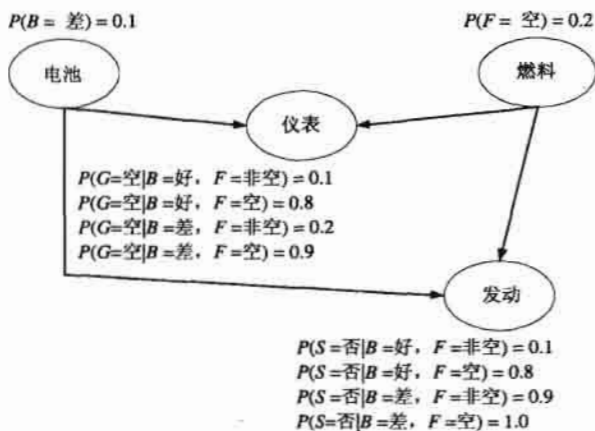 P(B = 差) = 0.1
P(F = 空) = 0.2
电池
燃料
仪表
P(G=空|B =好，F =非空) = 0.1
P(G=空|B =好，F =空) = 0.8
P(G=空|B =差，F =非空) = 0.2
P(G=空|B =差，F =空) = 0.9
发动
P(S =否|B =好，F =非空) = 0.1
P(S =否|B =好，F =空) = 0.8
P(S =否|B =差，F =非空) = 0.9
P(S=否|B =差，F =空) = 1.0